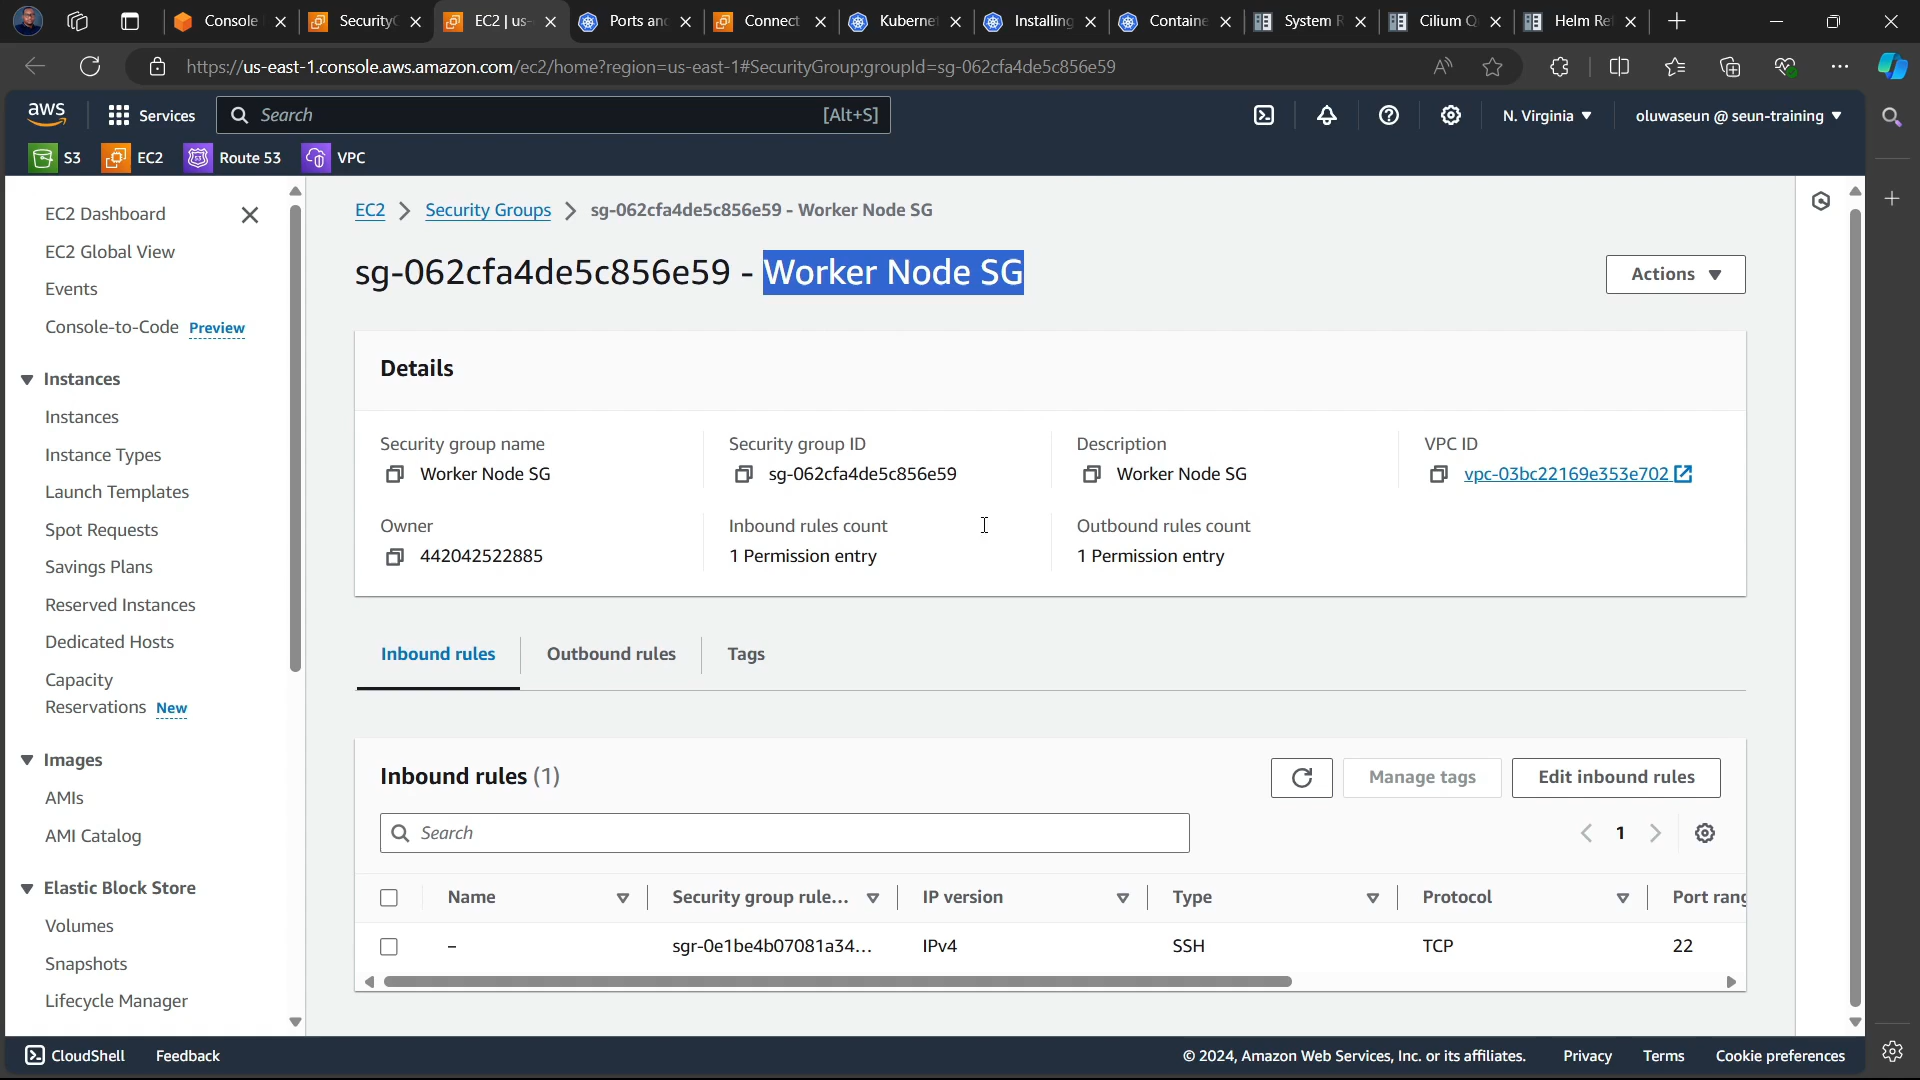 Console
SecurityG
EC2 | us-
Ports and
Connect
Kubernet
Installing
Containe
System R
Cilium Q
Helm Re
https://us-east-1.console.aws.amazon.com/ec2/home?region=us-east-1#SecurityGroup:groupId=sg-062cfa4de5c856e59
aws
Services
Search
[Alt+S]
N. Virginia
oluwaseun @ seun-training
S3
EC2
Route 53
VPC
EC2 Dashboard
EC2 Global View
Events
Console-to-Code Preview
Instances
Instances
Instance Types
Launch Templates
Spot Requests
Savings Plans
Reserved Instances
Dedicated Hosts
Capacity
Reservations New
Images
AMIs
AMI Catalog
Elastic Block Store
Volumes
Snapshots
Lifecycle Manager
EC2 > Security Groups > sg-062cfa4de5c856e59 - Worker Node SG
sg-062cfa4de5c856e59 - Worker Node SG
Actions
Details
Security group name
Worker Node SG
Security group ID
sg-062cfa4de5c856e59
Description
Worker Node SG
VPC ID
vpc-03bc22169e353e702
Owner
442042522885
Inbound rules count
1 Permission entry
Outbound rules count
1 Permission entry
Inbound rules
Outbound rules
Tags
Inbound rules (1)
Manage tags
Edit inbound rules
Search
1
Name
Security group rule...
IP version
Type
Protocol
Port rang
–
sgr-0e1be4b07081a34...
IPv4
SSH
TCP
22
CloudShell
Feedback
© 2024, Amazon Web Services, Inc. or its affiliates.
Privacy
Terms
Cookie preferences